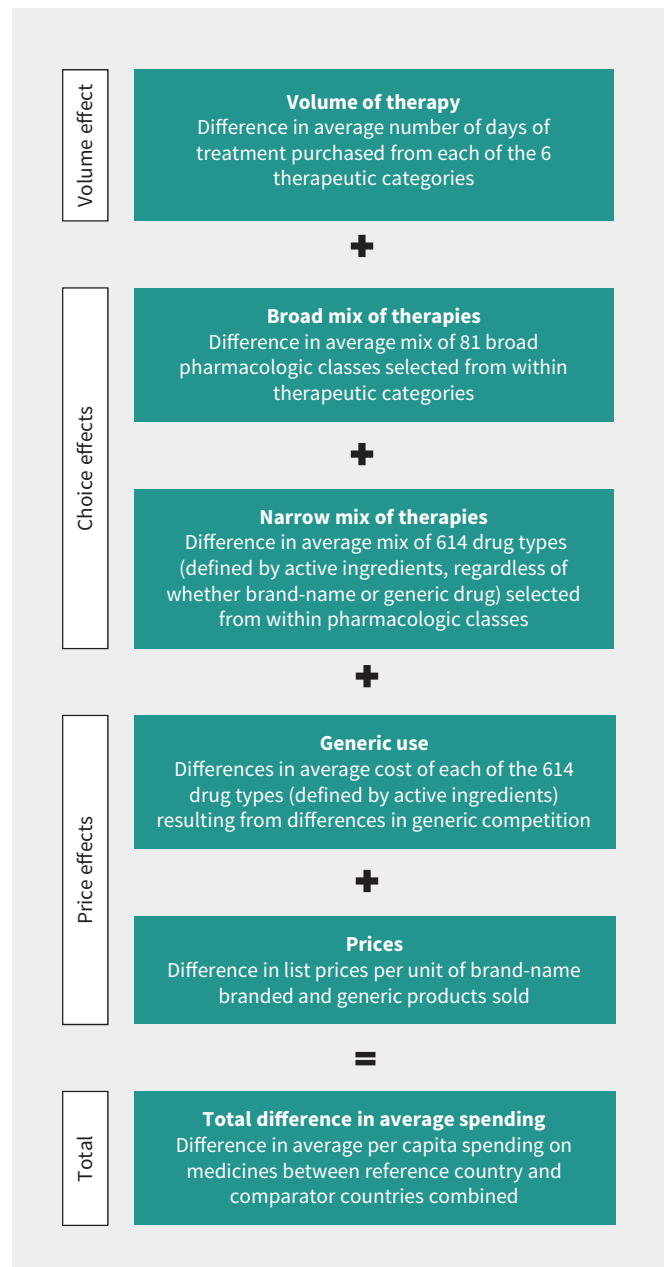 Volume effect
Volume of therapy
Difference in average number of days of
treatment purchased from each of the 6
therapeutic categories
+
Choice effects
Broad mix of therapies
Difference in average mix of 81 broad
pharmacologic classes selected from within
therapeutic categories
+
Narrow mix of therapies
Difference in average mix of 614 drug types
(defined by active ingredients, regardless of
whether brand-name or generic drug) selected
from within pharmacologic classes
+
Price effects
Generic use
Differences in average cost of each of the 614
drug types (defined by active ingredients)
resulting from differences in generic competition
+
Prices
Difference in list prices per unit of brand-name
branded and generic products sold
=
Total
Total difference in average spending
Difference in average per capita spending on
medicines between reference country and
comparator countries combined